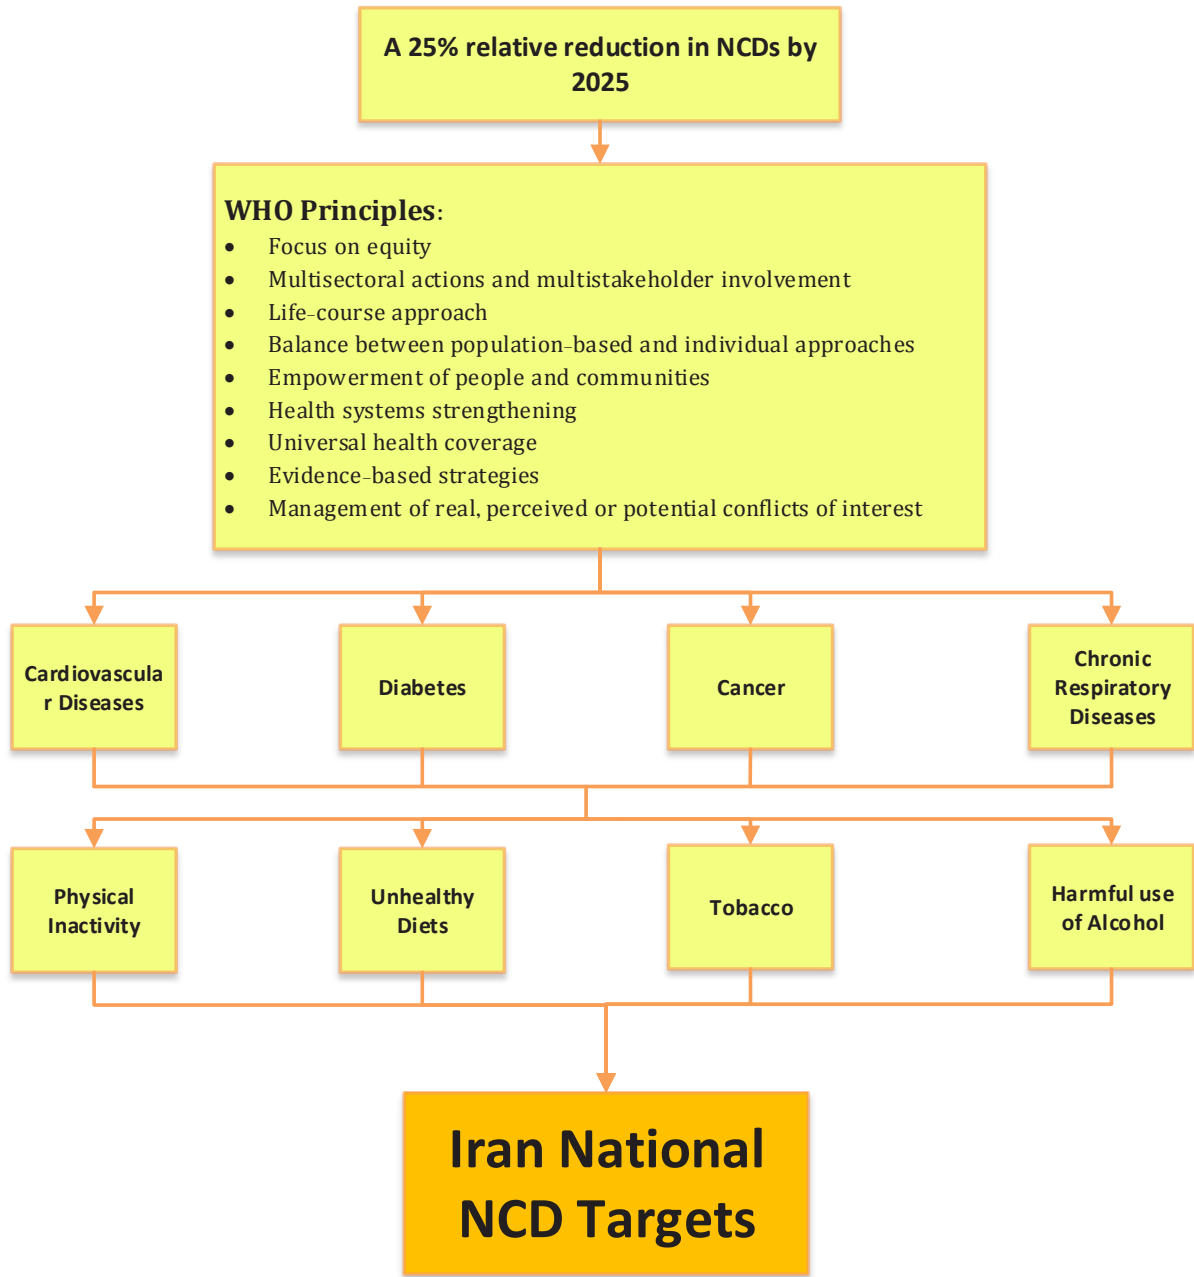 A 25% relative reduction in NCDs by
2025
WHO Principles:
• Focus on equity
• Multisectoral actions and multistakeholder involvement
• Life-course approach
• Balance between population-based and individual approaches
• Empowerment of people and communities
• Health systems strengthening
• Universal health coverage
• Evidence-based strategies
• Management of real, perceived or potential conflicts of interest
Cardiovascula
r Diseases
Diabetes
Cancer
Chronic
Respiratory
Diseases
Physical
Inactivity
Unhealthy
Diets
Tobacco
Harmful use
of Alcohol
Iran National
NCD Targets